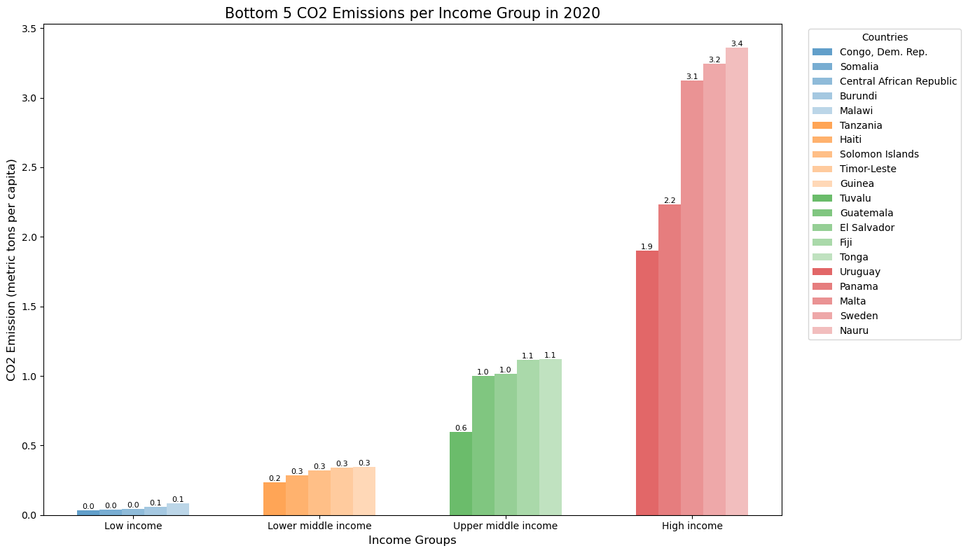 Bottom 5 CO2 Emissions per Income Group in 2020
CO2 Emission (metric tons per capita)
3.5
3.0
2.5
2.0
1.5
1.0
0.5
0.0
0.0
0.0
0.0
0.1
0.1
0.2
0.3
0.3
0.3
0.3
0.6
1.0
1.0
1.1
1.1
1.9
2.2
3.1
3.2
3.4
Low income
Lower middle income
Upper middle income
High income
Income Groups
Countries
Congo, Dem. Rep.
Somalia
Central African Republic
Burundi
Malawi
Tanzania
Haiti
Solomon Islands
Timor-Leste
Guinea
Tuvalu
Guatemala
El Salvador
Fiji
Tonga
Uruguay
Panama
Malta
Sweden
Nauru